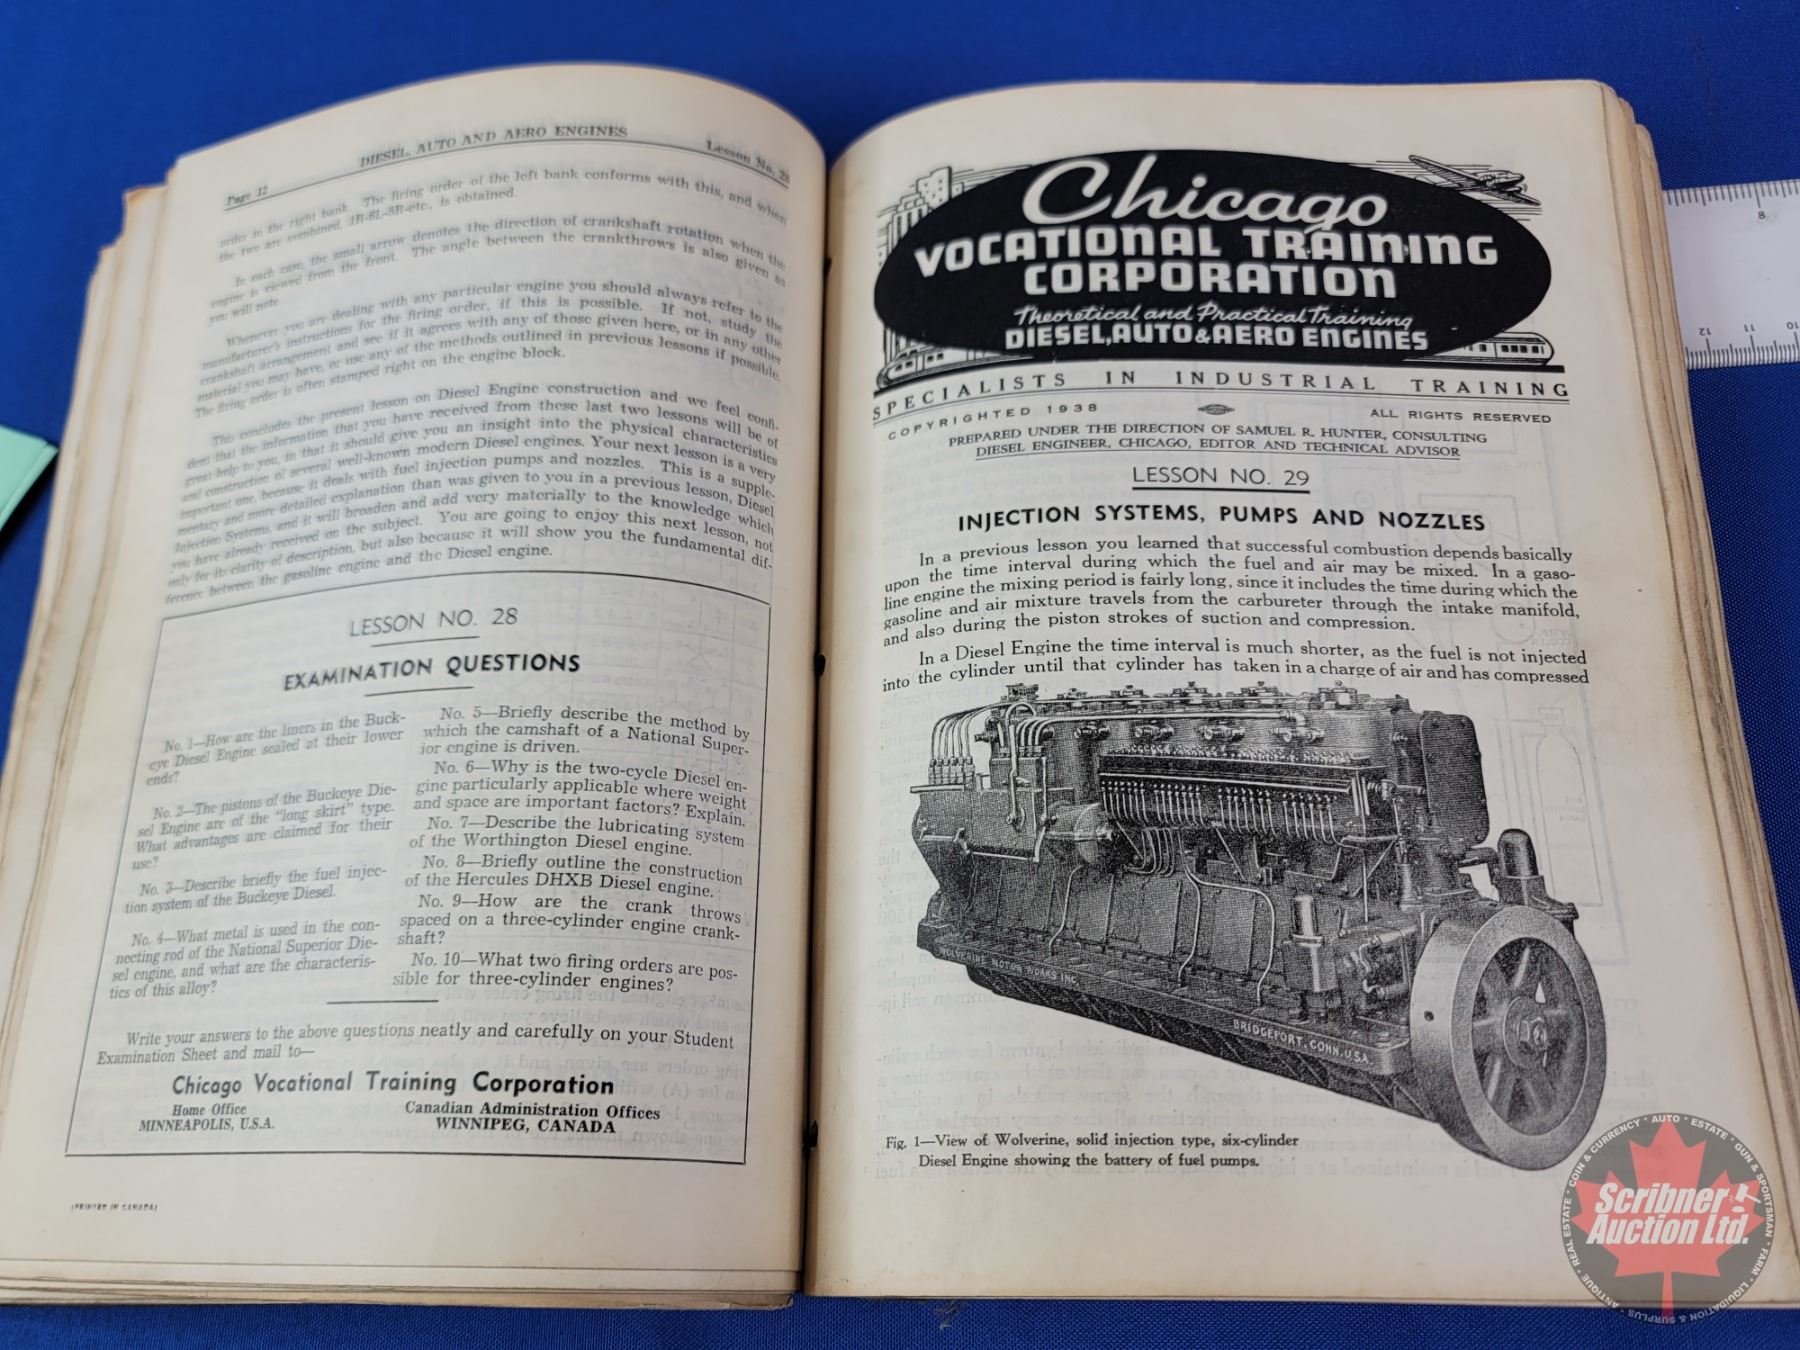 Page 12
DIESEL, AUTO AND AERO ENGINES
Lesson No. 28
order in the right bank. The firing order of the left bank conforms with this, and when
the two are combined, 1R-6L-5R-etc., is obtained.
In each case, the small arrow denotes the direction of crankshaft rotation when the
engine is viewed from the front. The angle between the crankthrows is also given as
you will note.
Whenever you are dealing with any particular engine you should always refer to the
manufacturer's instructions for the firing order, if this is possible. If not, study the
crankshaft arrangement and see if it agrees with any of those given here, or in any other
material you may have, or use any of the methods outlined in previous lessons if possible.
The firing order is often stamped right on the engine block.
This concludes the present lesson on Diesel Engine construction and we feel confi-
dent that the information that you have received from these last two lessons will be of
great help to you, in that it should give you an insight into the physical characteristics
and construction of several well-known modern Diesel engines. Your next lesson is a very
important one, because it deals with fuel injection pumps and nozzles. This is a supple-
mentary and more detailed explanation than was given to you in a previous lesson, Diesel
Injection Systems, and it will broaden and add very materially to the knowledge which
you have already received on the subject. You are going to enjoy this next lesson, not
only for its clarity of description, but also because it will show you the fundamental dif-
ference between the gasoline engine and the Diesel engine.
LESSON NO. 28
EXAMINATION QUESTIONS
No. 1—How are the liners in the Buck-
eye Diesel Engine sealed at their lower
ends?
No. 2—The pistons of the Buckeye Die-
sel Engine are of the "long skirt" type.
What advantages are claimed for their
use?
No. 3—Describe briefly the fuel injec-
tion system of the Buckeye Diesel.
No. 4—What metal is used in the con-
necting rod of the National Superior Die-
sel engine, and what are the characteris-
tics of this alloy?
No. 5—Briefly describe the method by
which the camshaft of a National Super-
ior engine is driven.
No. 6—Why is the two-cycle Diesel en-
gine particularly applicable where weight
and space are important factors? Explain.
No. 7—Describe the lubricating system
of the Worthington Diesel engine.
No. 8—Briefly outline the construction
of the Hercules DHXB Diesel engine.
No. 9—How are the crank throws
spaced on a three-cylinder engine crank-
shaft?
No. 10—What two firing orders are pos-
sible for three-cylinder engines?
Write your answers to the above questions neatly and carefully on your Student
Examination Sheet and mail to—
Chicago Vocational Training Corporation
Home Office
MINNEAPOLIS, U.S.A.
Canadian Administration Offices
WINNIPEG, CANADA
(PRINTED IN CANADA)
Chicago
VOCATIONAL TRAINING
CORPORATION
Theoretical and Practical Training
DIESEL, AUTO & AERO ENGINES
SPECIALISTS IN INDUSTRIAL TRAINING
COPYRIGHTED 1938
ALL RIGHTS RESERVED
PREPARED UNDER THE DIRECTION OF SAMUEL R. HUNTER, CONSULTING
DIESEL ENGINEER, CHICAGO, EDITOR AND TECHNICAL ADVISOR
LESSON NO. 29
INJECTION SYSTEMS, PUMPS AND NOZZLES
In a previous lesson you learned that successful combustion depends basically
upon the time interval during which the fuel and air may be mixed. In a gaso-
line engine the mixing period is fairly long, since it includes the time during which the
gasoline and air mixture travels from the carbureter through the intake manifold,
and also during the piston strokes of suction and compression.
In a Diesel Engine the time interval is much shorter, as the fuel is not injected
into the cylinder until that cylinder has taken in a charge of air and has compressed
WOLVERINE MOTOR WORKS INC.
BRIDGEPORT, CONN., U.S.A.
Fig. 1—View of Wolverine, solid injection type, six-cylinder
Diesel Engine showing the battery of fuel pumps.
8
12 11 10
Scribner
Auction Ltd.
ANTIQUE • REAL ESTATE • COIN & CURRENCY • AUTO • ESTATE • GUN & SPORTSMAN • FARM • LIQUIDATION & SURPLUS